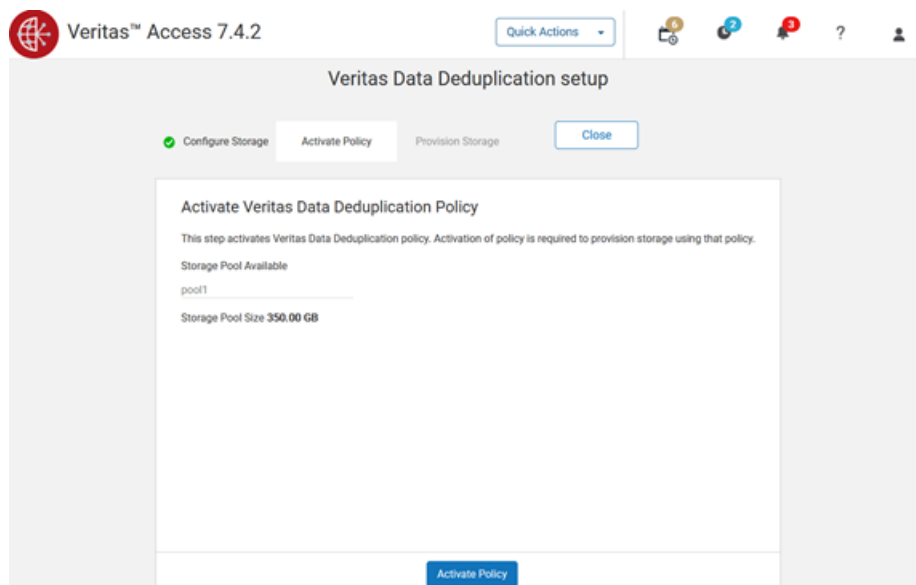 Veritas™ Access 7.4.2
Quick Actions
6
2
3
?
Veritas Data Deduplication setup
Configure Storage
Activate Policy
Provision Storage
Close
Activate Veritas Data Deduplication Policy
This step activates Veritas Data Deduplication policy. Activation of policy is required to provision storage using that policy.
Storage Pool Available
pool1
Storage Pool Size 350.00 GB
Activate Policy